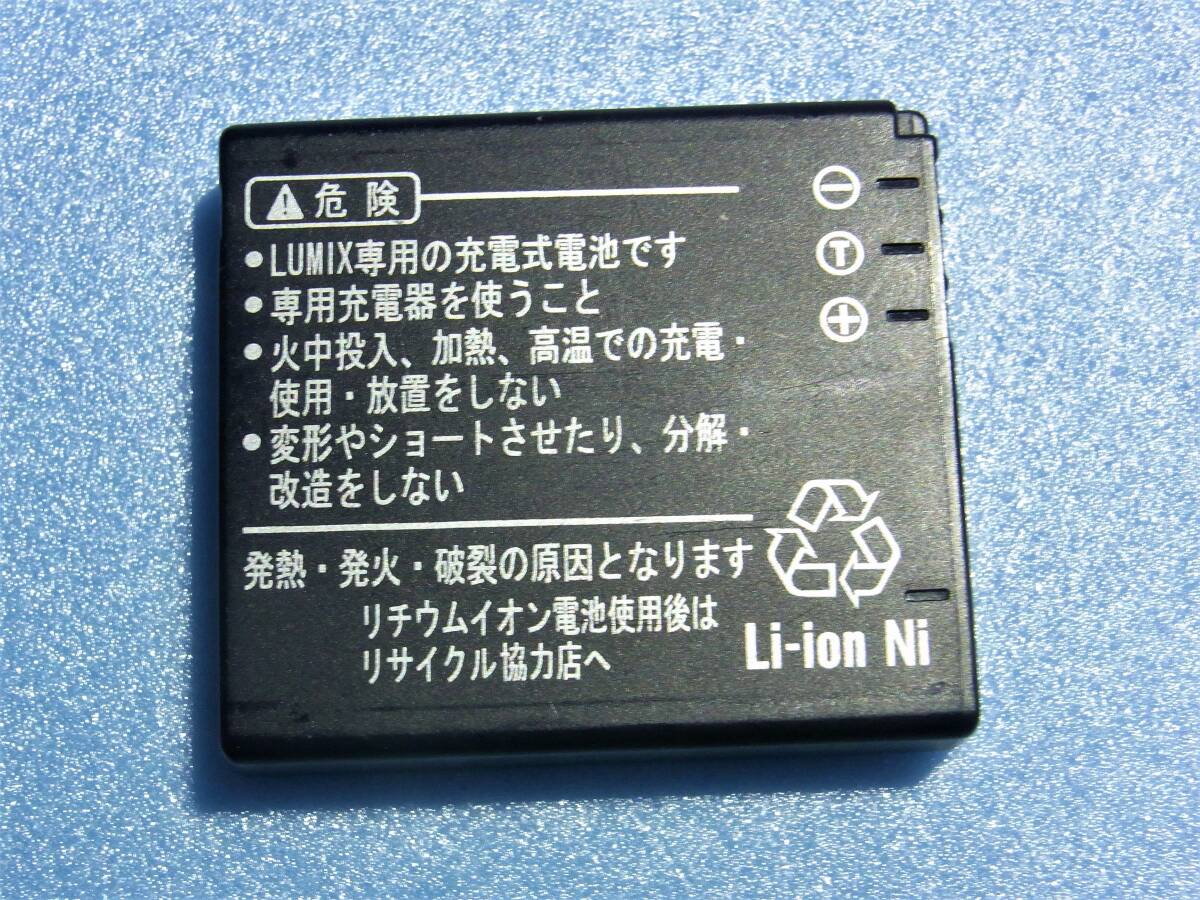 ⚠危険
•LUMIX専用の充電式電池です
•専用充電器を使うこと
•火中投入、加熱、高温での充電・
使用・放置をしない
•変形やショートさせたり、分解・
改造をしない
発熱・発火・破裂の原因となります
リチウムイオン電池使用後は
リサイクル協力店へ
Li-ion Ni
⊖
Ⓣ
⊕